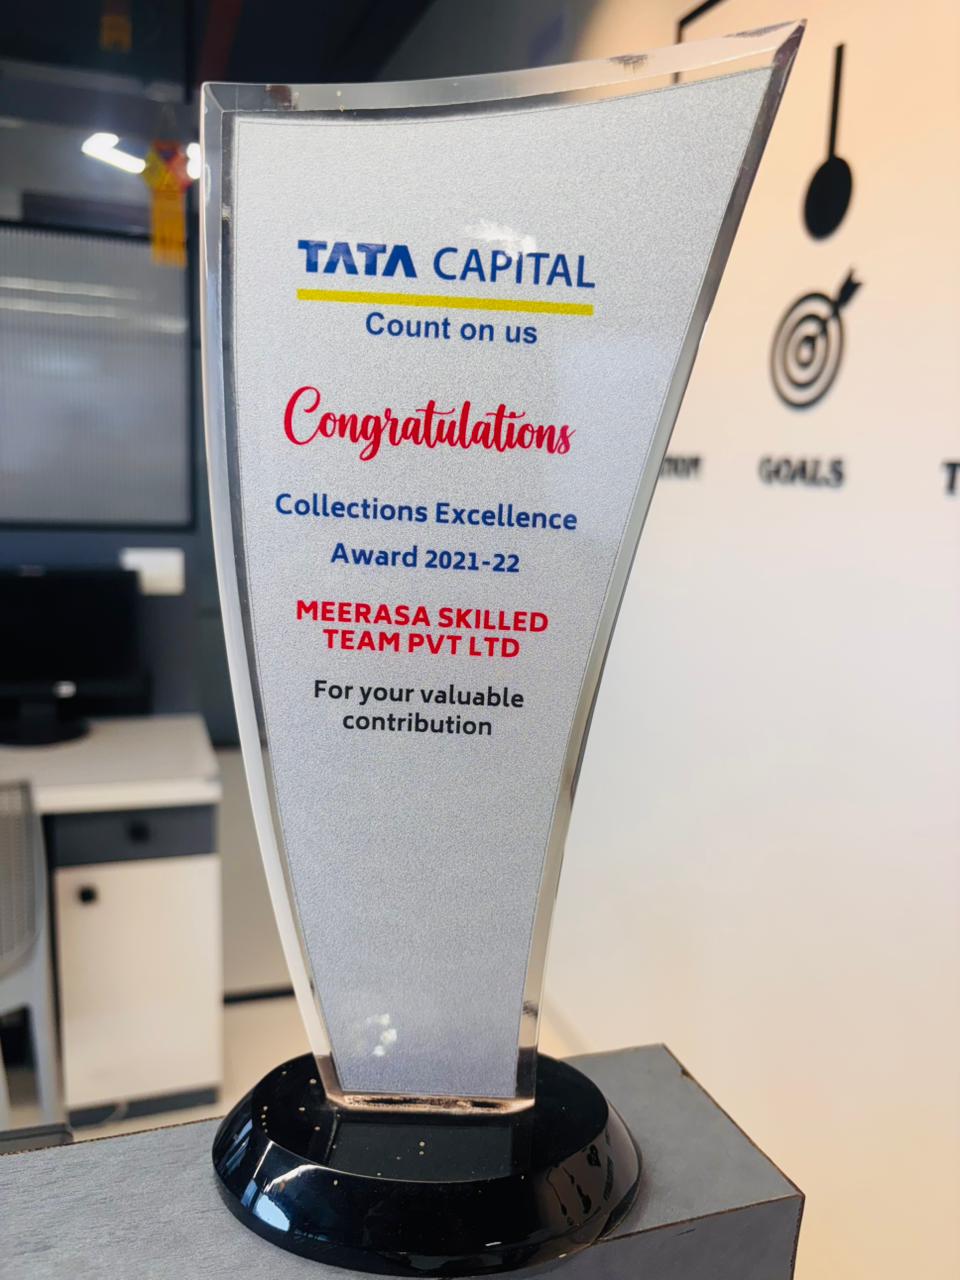 TATA CAPITAL
Count on us
Congratulations
Collections Excellence
Award 2021-22
MEERASA SKILLED
TEAM PVT LTD
For your valuable
contribution
GOALS